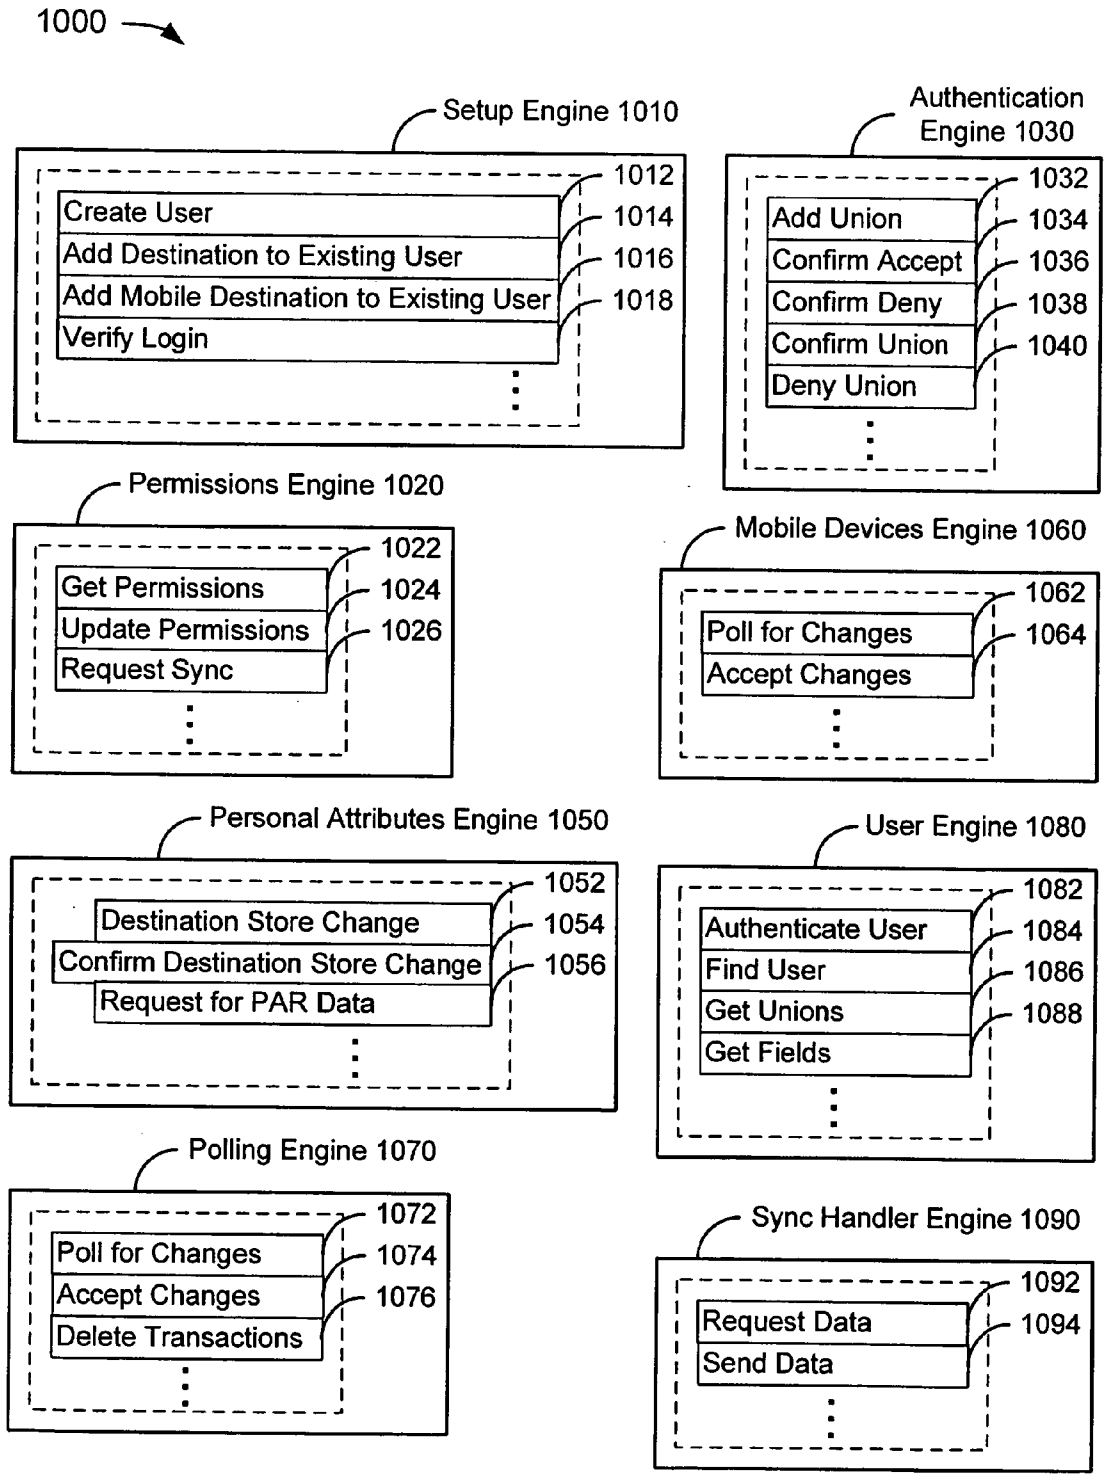 1000
Setup Engine 1010
1012
Create User
1014
Add Destination to Existing User
1016
Add Mobile Destination to Existing User
1018
Verify Login
Authentication
Engine 1030
1032
Add Union
1034
Confirm Accept
1036
Confirm Deny
1038
Confirm Union
1040
Deny Union
Permissions Engine 1020
1022
Get Permissions
1024
Update Permissions
1026
Request Sync
Mobile Devices Engine 1060
1062
Poll for Changes
1064
Accept Changes
Personal Attributes Engine 1050
1052
Destination Store Change
1054
Confirm Destination Store Change
1056
Request for PAR Data
User Engine 1080
1082
Authenticate User
1084
Find User
1086
Get Unions
1088
Get Fields
Polling Engine 1070
1072
Poll for Changes
1074
Accept Changes
1076
Delete Transactions
Sync Handler Engine 1090
1092
Request Data
1094
Send Data